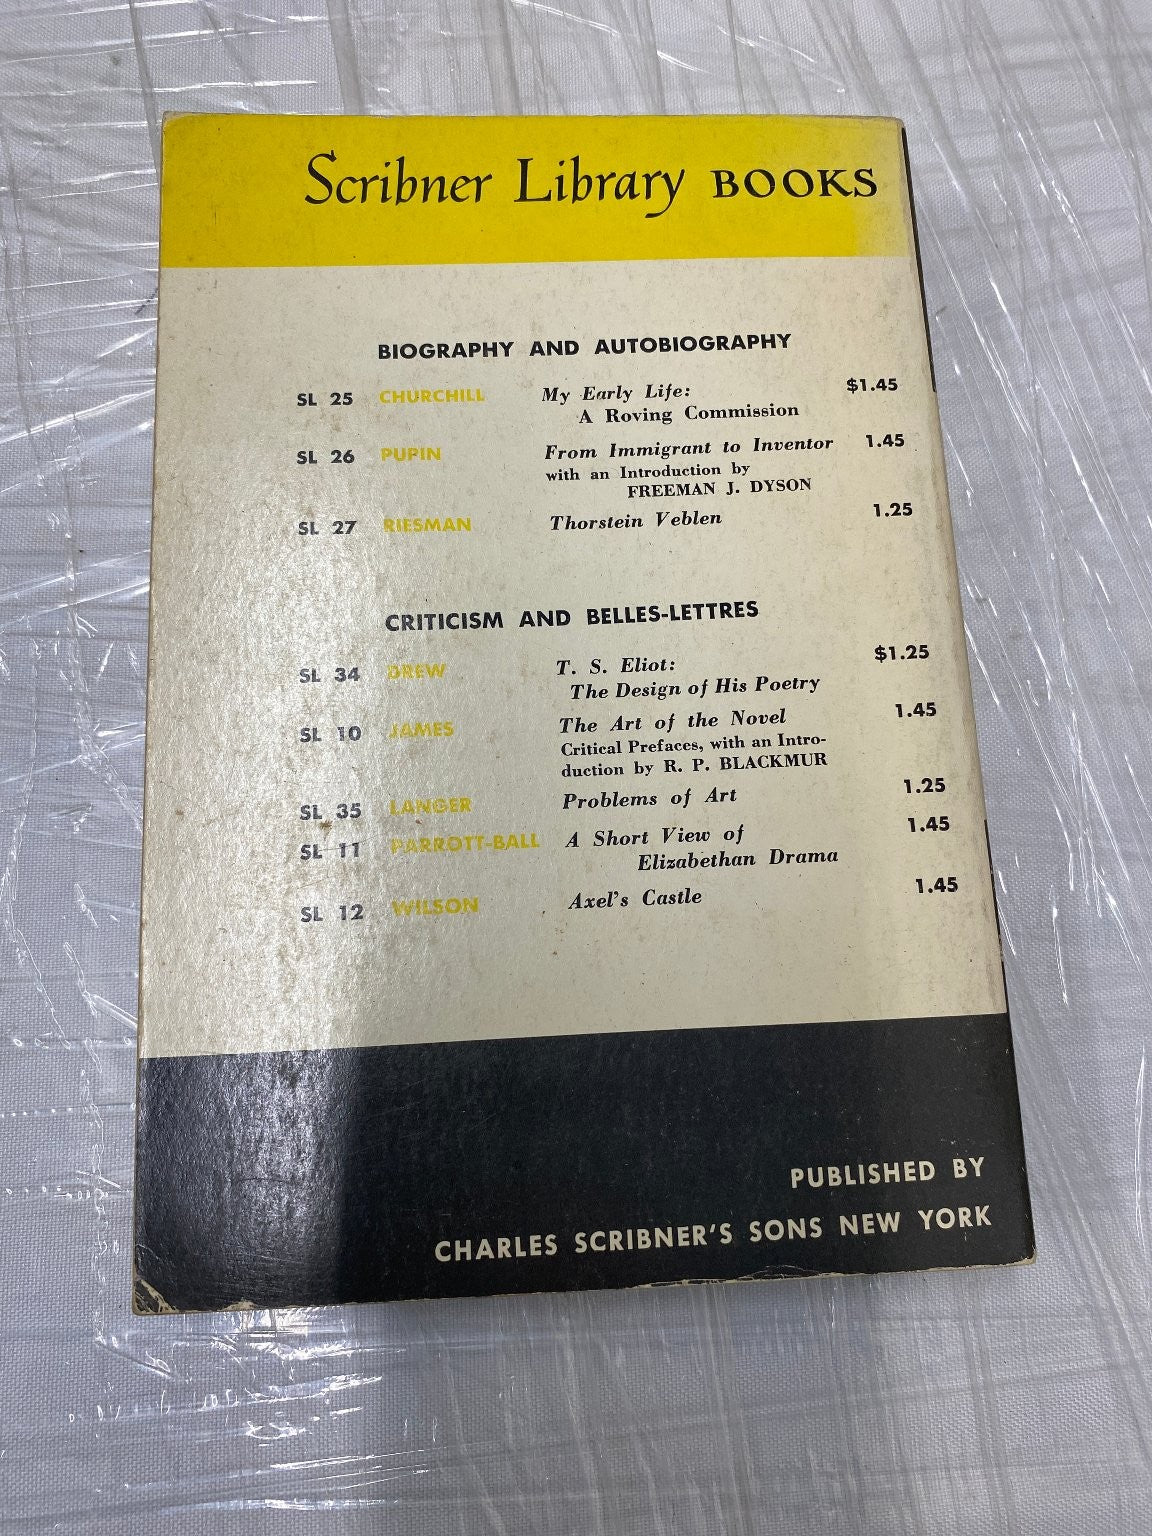 Scribner Library BOOKS
BIOGRAPHY AND AUTOBIOGRAPHY
SL 25 CHURCHILL My Early Life: $1.45
A Roving Commission
SL 26 PUPIN From Immigrant to Inventor 1.45
with an Introduction by
FREEMAN J. DYSON
SL 27 RIESMAN Thorstein Veblen 1.25
CRITICISM AND BELLES-LETTRES
SL 34 DREW T. S. Eliot: $1.25
The Design of His Poetry
SL 10 JAMES The Art of the Novel 1.45
Critical Prefaces, with an Intro-
duction by R. P. BLACKMUR
SL 35 LANGER Problems of Art 1.25
SL 11 PARROTT-BALL A Short View of 1.45
Elizabethan Drama
SL 12 WILSON Axel's Castle 1.45
PUBLISHED BY
CHARLES SCRIBNER'S SONS NEW YORK